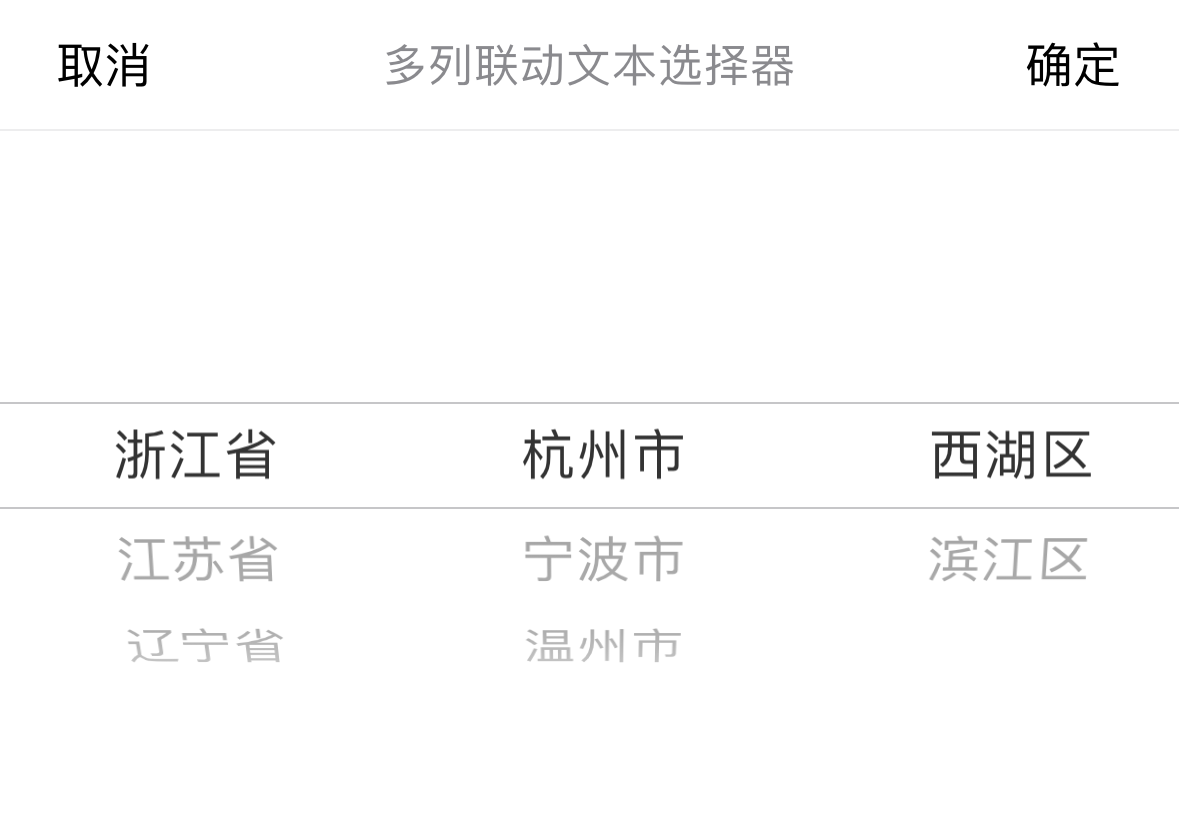 取消 多列联动文本选择器 确定
浙江省 杭州市 西湖区
江苏省 宁波市 滨江区
辽宁省 温州市